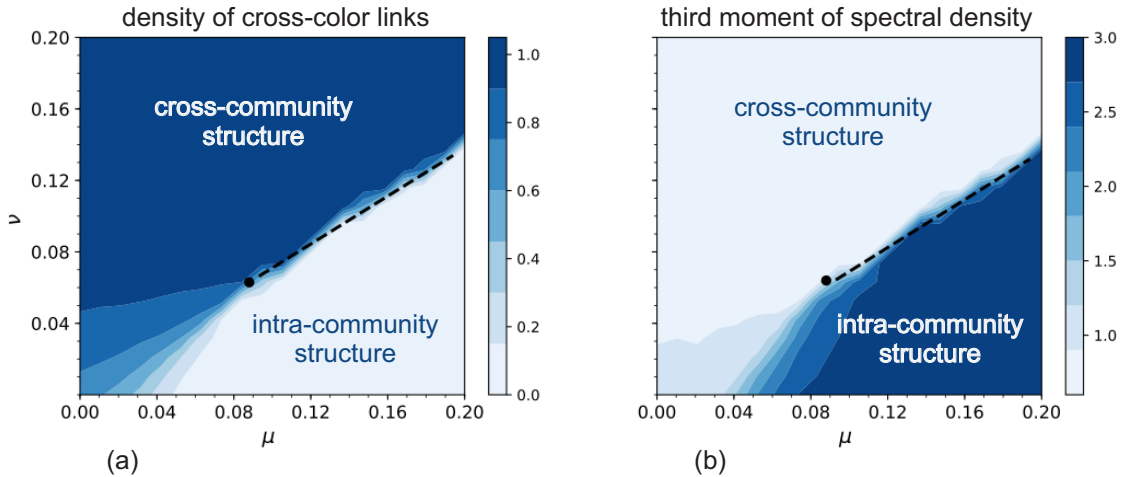 density of cross-color links
0.20
0.16
0.12
0.08
0.04
ν
cross-community
structure
intra-community
structure
0.00 0.04 0.08 0.12 0.16 0.20
μ
1.0
0.8
0.6
0.5
0.3
0.2
0.0
(a)
third moment of spectral density
cross-community
structure
intra-community
structure
0.00 0.04 0.08 0.12 0.16 0.20
μ
3.0
2.5
2.0
1.5
1.0
(b)